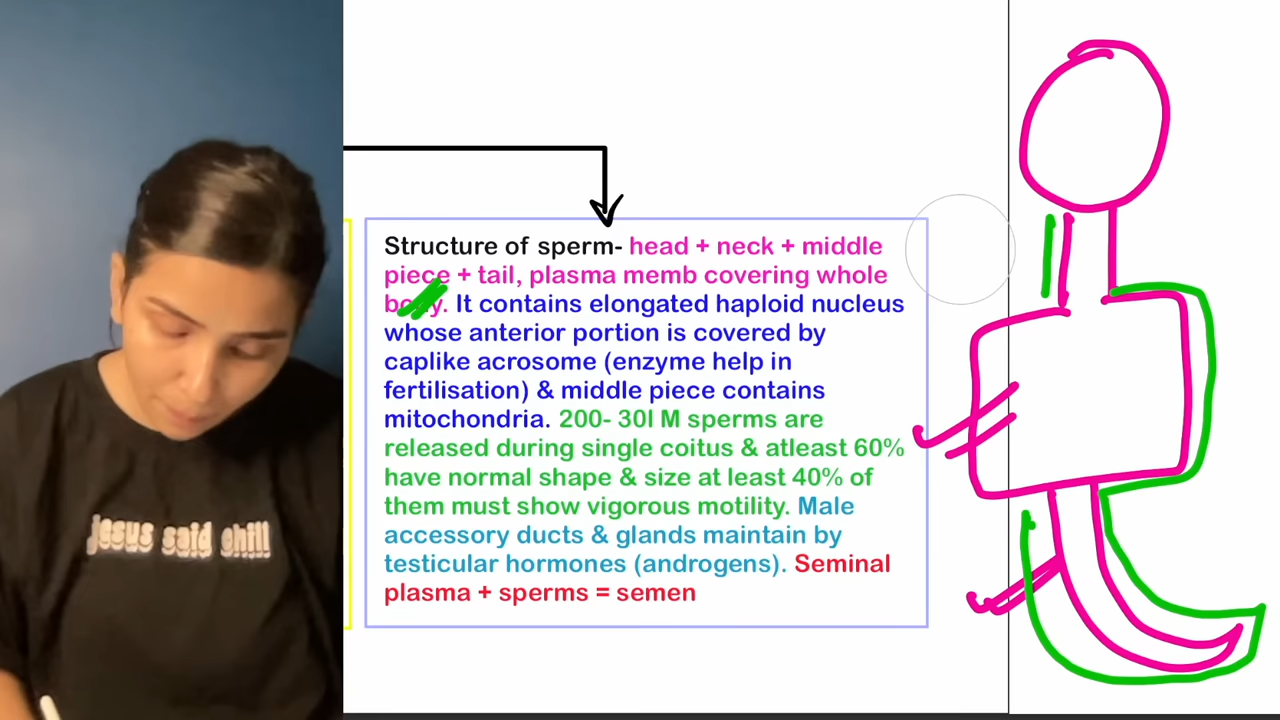 Structure of sperm- head + neck + middle
piece + tail, plasma memb covering whole
body. It contains elongated haploid nucleus
whose anterior portion is covered by
caplike acrosome (enzyme help in
fertilisation) & middle piece contains
mitochondria. 200- 30l M sperms are
released during single coitus & atleast 60%
have normal shape & size at least 40% of
them must show vigorous motility. Male
accessory ducts & glands maintain by
testicular hormones (androgens). Seminal
plasma + sperms = semen
jesus said chill